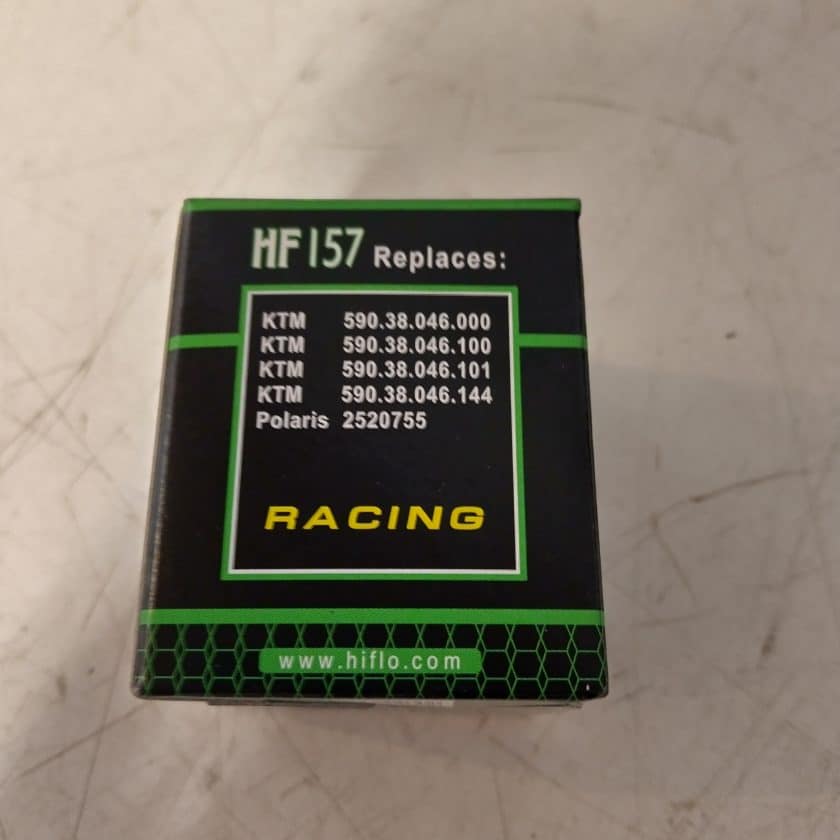 HF157 Replaces:
KTM 590.38.046.000
KTM 590.38.046.100
KTM 590.38.046.101
KTM 590.38.046.144
Polaris 2520755
RACING
www.hiflo.com